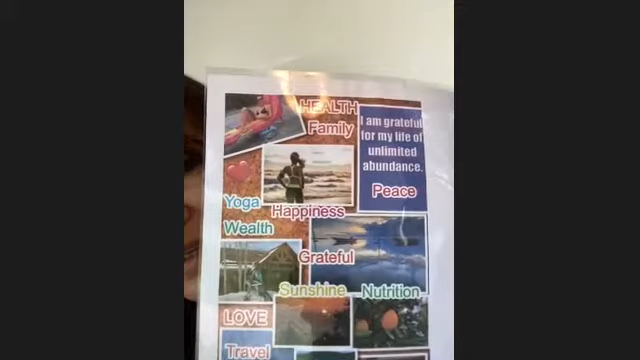 HEALTH
Family
I am grateful
for my life of
unlimited
abundance.
Peace
Yoga
Happiness
Wealth
Grateful
Sunshine
Nutrition
LOVE
Travel